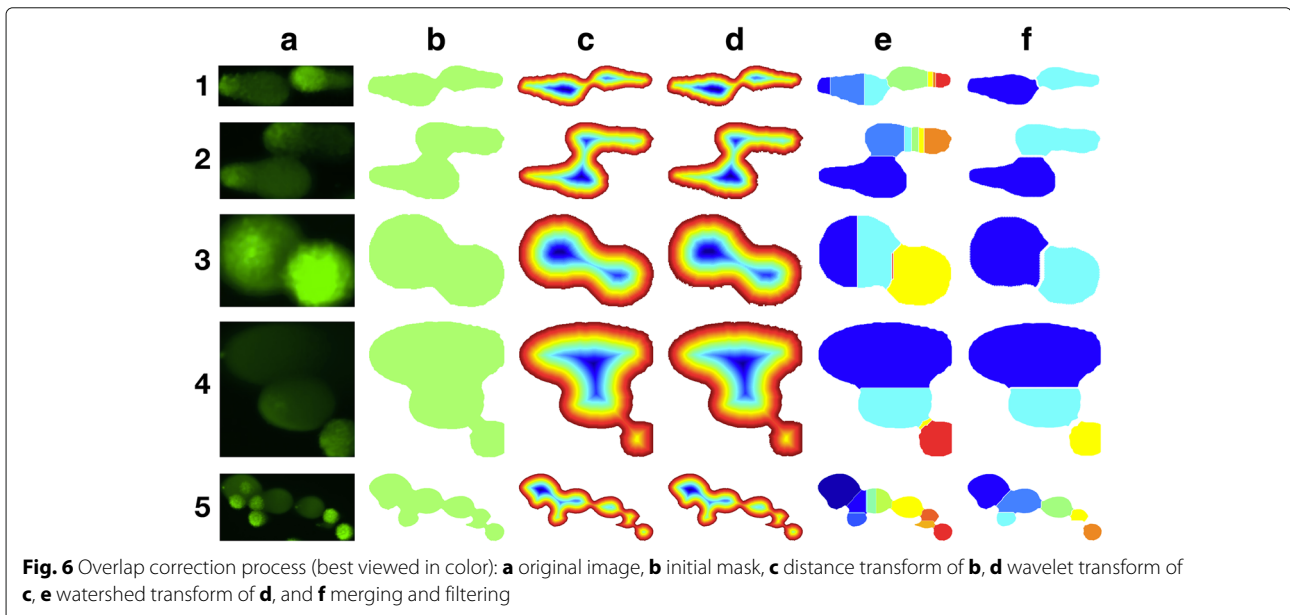 a b c d e f
1
2
3
4
5
Fig. 6 Overlap correction process (best viewed in color): a original image, b initial mask, c distance transform of b, d wavelet transform of
c, e watershed transform of d, and f merging and filtering